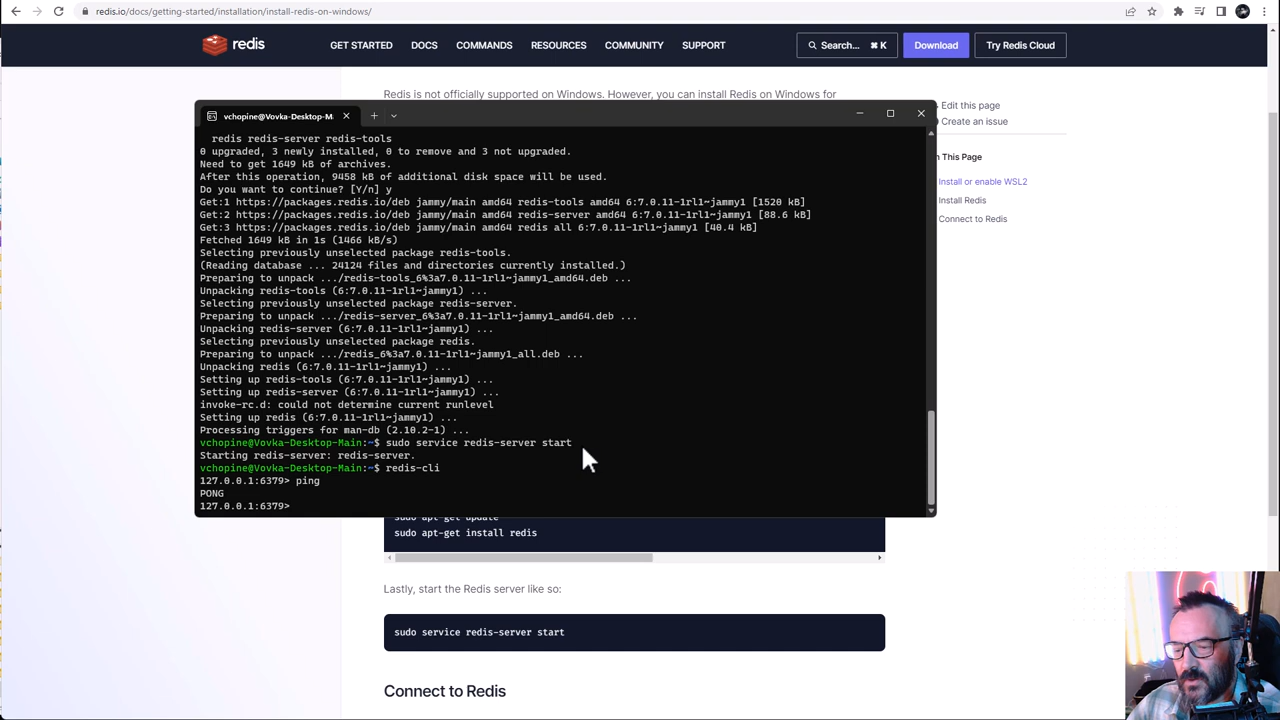 redis.io/docs/getting-started/installation/install-redis-on-windows/
redis
GET STARTED
DOCS
COMMANDS
RESOURCES
COMMUNITY
SUPPORT
Search... ⌘ K
Download
Try Redis Cloud
Redis is not officially supported on Windows. However, you can install Redis on Windows for
Edit this page
Create an issue
n This Page
Install or enable WSL2
Install Redis
Connect to Redis
vchopine@Vovka-Desktop-M
redis redis-server redis-tools
0 upgraded, 3 newly installed, 0 to remove and 3 not upgraded.
Need to get 1649 kB of archives.
After this operation, 9458 kB of additional disk space will be used.
Do you want to continue? [Y/n] y
Get:1 https://packages.redis.io/deb jammy/main amd64 redis-tools amd64 6:7.0.11-1rl1~jammy1 [1520 kB]
Get:2 https://packages.redis.io/deb jammy/main amd64 redis-server amd64 6:7.0.11-1rl1~jammy1 [88.6 kB]
Get:3 https://packages.redis.io/deb jammy/main amd64 redis all 6:7.0.11-1rl1~jammy1 [40.4 kB]
Fetched 1649 kB in 1s (1466 kB/s)
Selecting previously unselected package redis-tools.
(Reading database ... 24124 files and directories currently installed.)
Preparing to unpack .../redis-tools_6%3a7.0.11-1rl1~jammy1_amd64.deb ...
Unpacking redis-tools (6:7.0.11-1rl1~jammy1) ...
Selecting previously unselected package redis-server.
Preparing to unpack .../redis-server_6%3a7.0.11-1rl1~jammy1_amd64.deb ...
Unpacking redis-server (6:7.0.11-1rl1~jammy1) ...
Selecting previously unselected package redis.
Preparing to unpack .../redis_6%3a7.0.11-1rl1~jammy1_all.deb ...
Unpacking redis (6:7.0.11-1rl1~jammy1) ...
Setting up redis-tools (6:7.0.11-1rl1~jammy1) ...
Setting up redis-server (6:7.0.11-1rl1~jammy1) ...
invoke-rc.d: could not determine current runlevel
Setting up redis (6:7.0.11-1rl1~jammy1) ...
Processing triggers for man-db (2.10.2-1) ...
vchopine@Vovka-Desktop-Main:~$ sudo service redis-server start
Starting redis-server: redis-server.
vchopine@Vovka-Desktop-Main:~$ redis-cli
127.0.0.1:6379> ping
PONG
127.0.0.1:6379>
sudo apt-get update
sudo apt-get install redis
Lastly, start the Redis server like so:
sudo service redis-server start
Connect to Redis